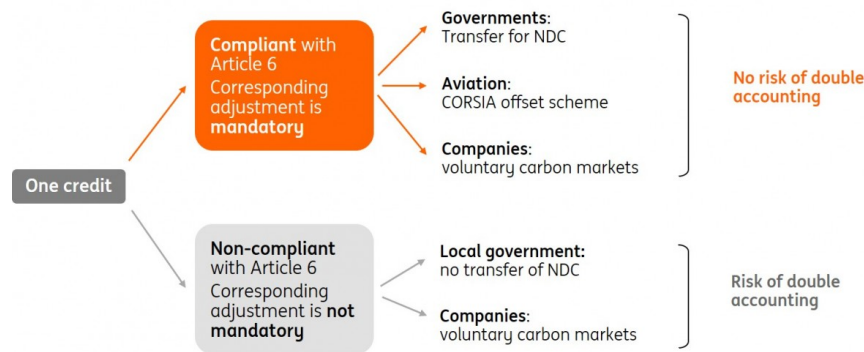 One credit
Compliant with
Article 6
Corresponding
adjustment is
mandatory
Governments:
Transfer for NDC
Aviation:
CORSIA offset scheme
Companies:
voluntary carbon markets
No risk of double
accounting
Non-compliant
with Article 6
Corresponding
adjustment is not
mandatory
Local government:
no transfer of NDC
Companies:
voluntary carbon markets
Risk of double
accounting